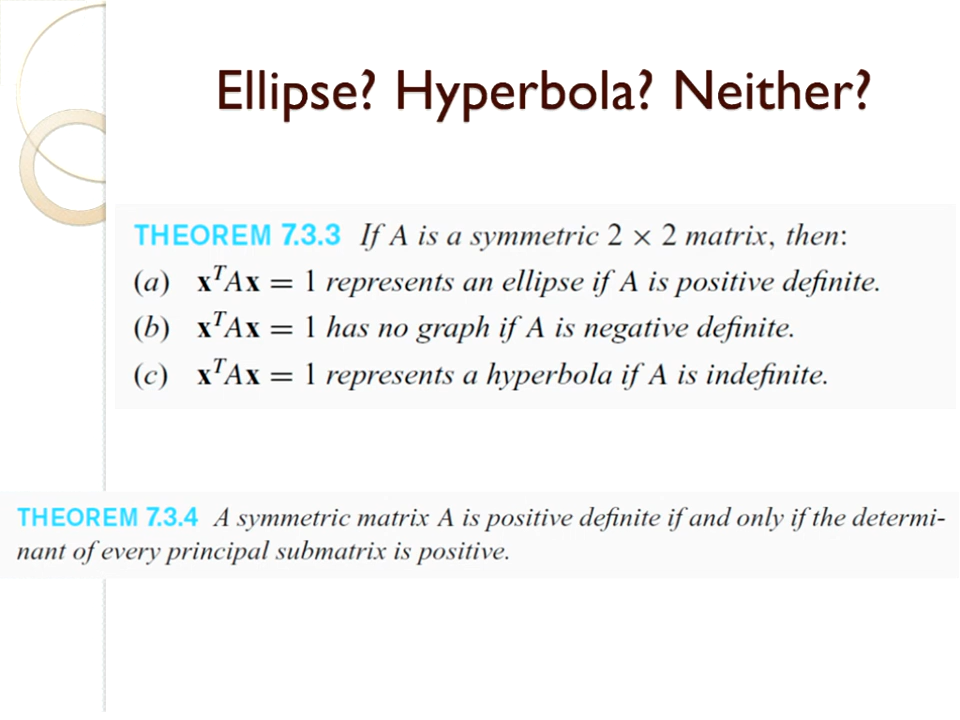 Ellipse? Hyperbola? Neither?
THEOREM 7.3.3 If A is a symmetric 2 × 2 matrix, then:
(a) xᵀAx = 1 represents an ellipse if A is positive definite.
(b) xᵀAx = 1 has no graph if A is negative definite.
(c) xᵀAx = 1 represents a hyperbola if A is indefinite.
THEOREM 7.3.4 A symmetric matrix A is positive definite if and only if the determi-
nant of every principal submatrix is positive.